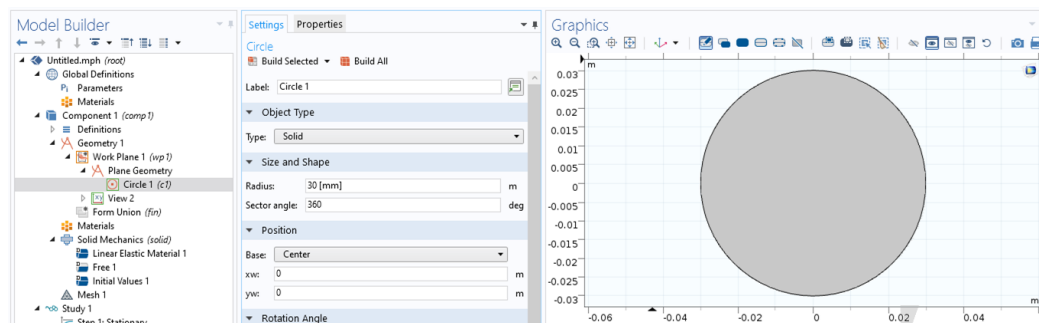 Model Builder
Untitled.mph (root)
Global Definitions
Pi Parameters
Materials
Component 1 (comp1)
Definitions
Geometry 1
Work Plane 1 (wp1)
Plane Geometry
Circle 1 (c1)
View 2
Form Union (fin)
Materials
Solid Mechanics (solid)
Linear Elastic Material 1
Free 1
Initial Values 1
Mesh 1
Study 1
Step 1: Stationary
Settings Properties
Circle
Build Selected Build All
Label: Circle 1
Object Type
Type: Solid
Size and Shape
Radius: 30 [mm] m
Sector angle: 360 deg
Position
Base: Center
xw: 0 m
yw: 0 m
Rotation Angle
Graphics
m
0.03
0.025
0.02
0.015
0.01
0.005
0
-0.005
-0.01
-0.015
-0.02
-0.025
-0.03
m
-0.06 -0.04 -0.02 0 0.02 0.04